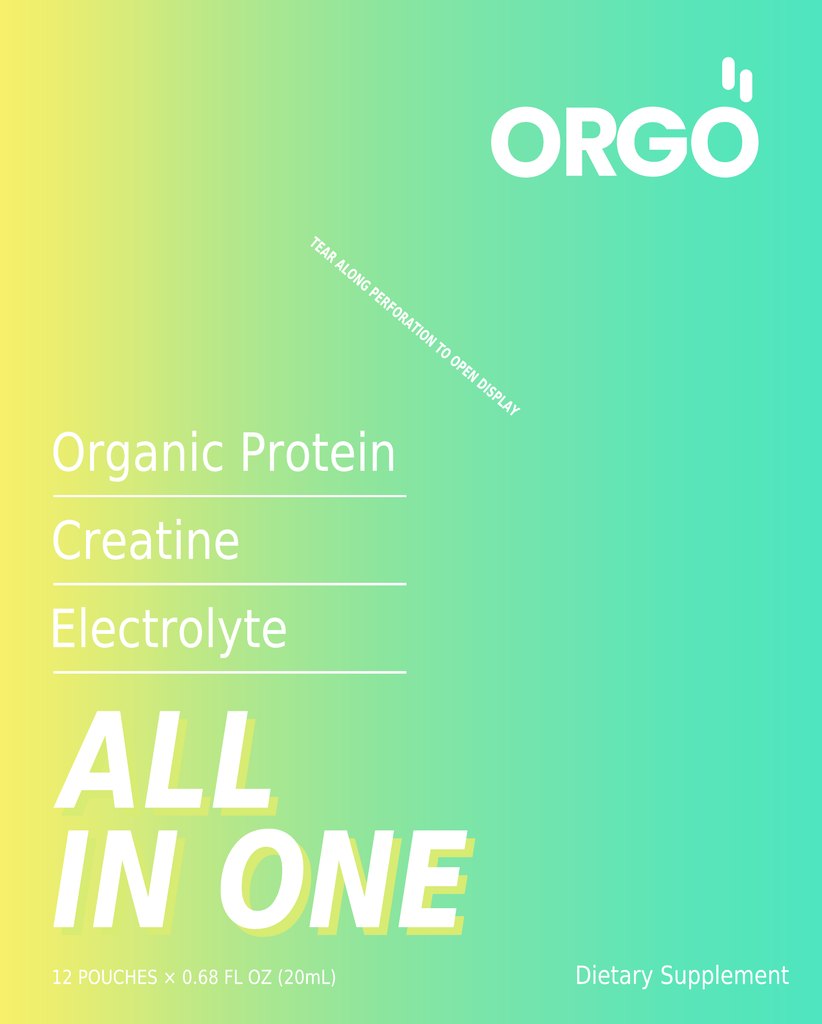 ORGO
TEAR ALONG PERFORATION TO OPEN DISPLAY
Organic Protein
Creatine
Electrolyte
ALL
IN ONE
12 POUCHES × 0.68 FL OZ (20mL)
Dietary Supplement